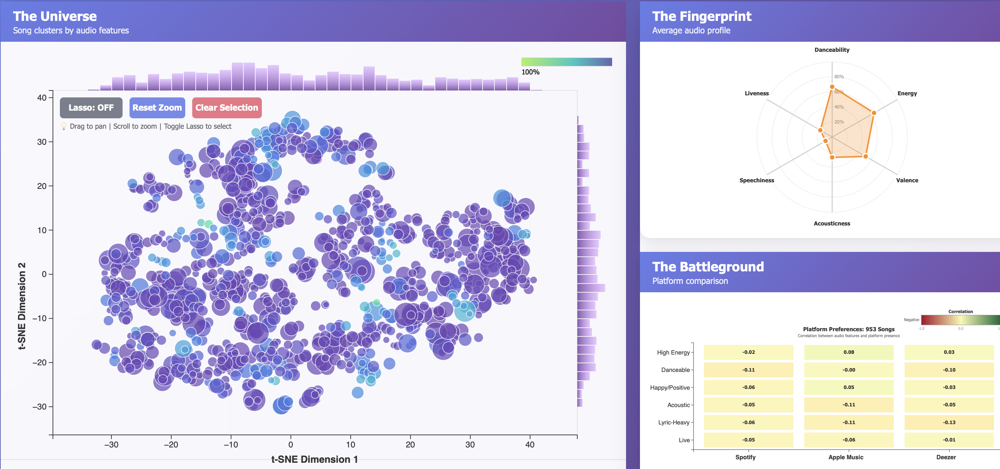 The Universe
Song clusters by audio features
100%
40
30
20
10
0
−10
−20
−30
Lasso: OFF
Reset Zoom
Clear Selection
💡 Drag to pan | Scroll to zoom | Toggle Lasso to select
t-SNE Dimension 2
−30
−20
−10
0
10
20
30
40
t-SNE Dimension 1
The Fingerprint
Average audio profile
Danceability
Energy
Valence
Acousticness
Speechiness
Liveness
80%
60%
40%
20%
The Battleground
Platform comparison
Correlation
Negative
-1.0
0.0
1
Platform Preferences: 953 Songs
Correlation between audio features and platform presence
High Energy -0.02 0.08 0.03
Danceable -0.11 -0.00 -0.10
Happy/Positive -0.06 0.05 -0.03
Acoustic -0.05 -0.11 -0.05
Lyric-Heavy -0.06 -0.11 -0.13
Live -0.05 -0.06 -0.01
Spotify Apple Music Deezer